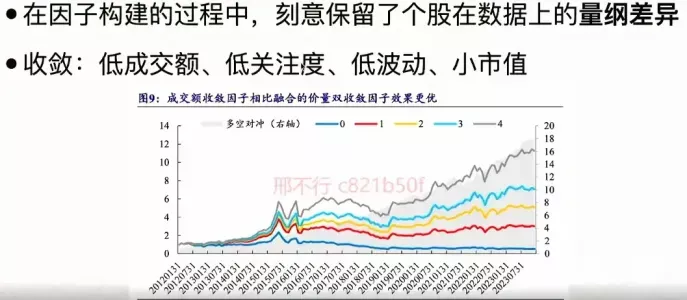 ●在因子构建的过程中，刻意保留了个股在数据上的量纲差异
●收敛：低成交额、低关注度、低波动、小市值
图9：成交额收敛因子相比融合的价量双收敛因子效果更优
多空对冲（右轴） 0 1 2 3 4
14 20
12 18
10 16
8 14
6 12
4 10
2 8
0 6
4
2
0
邢不行 c821b50f
20120131 20120731 20130131 20130731 20140131 20140731 20150131 20150731 20160131 20160731 20170131 20170731 20180131 20180731 20190131 20190731 20200131 20200731 20210131 20210731 20220131 20220731 20230131 20230731